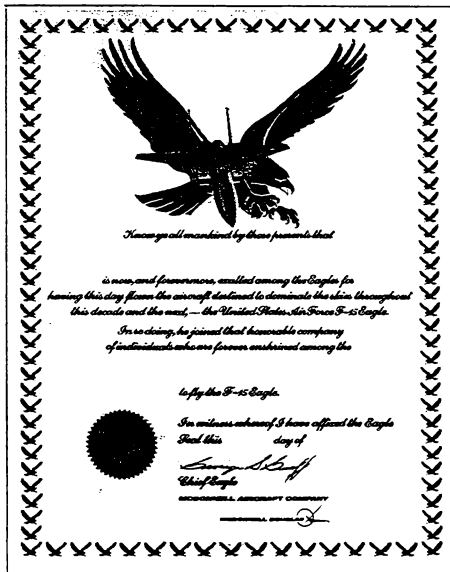 Know ye all mankind by these presents that
is now, and forevermore, exalted among the Eagles for
having this day flown the aircraft destined to dominate the skies throughout
this decade and the next, — the United States Air Force F-15 Eagle.
In so doing, he joined that honorable company
of individuals who are forever enshrined among the
to fly the F-15 Eagle.
In witness whereof, I have affixed the Eagle
Seal this day of
Chief Eagle
MCDONNELL AIRCRAFT COMPANY
MCDONNELL DOUGLAS